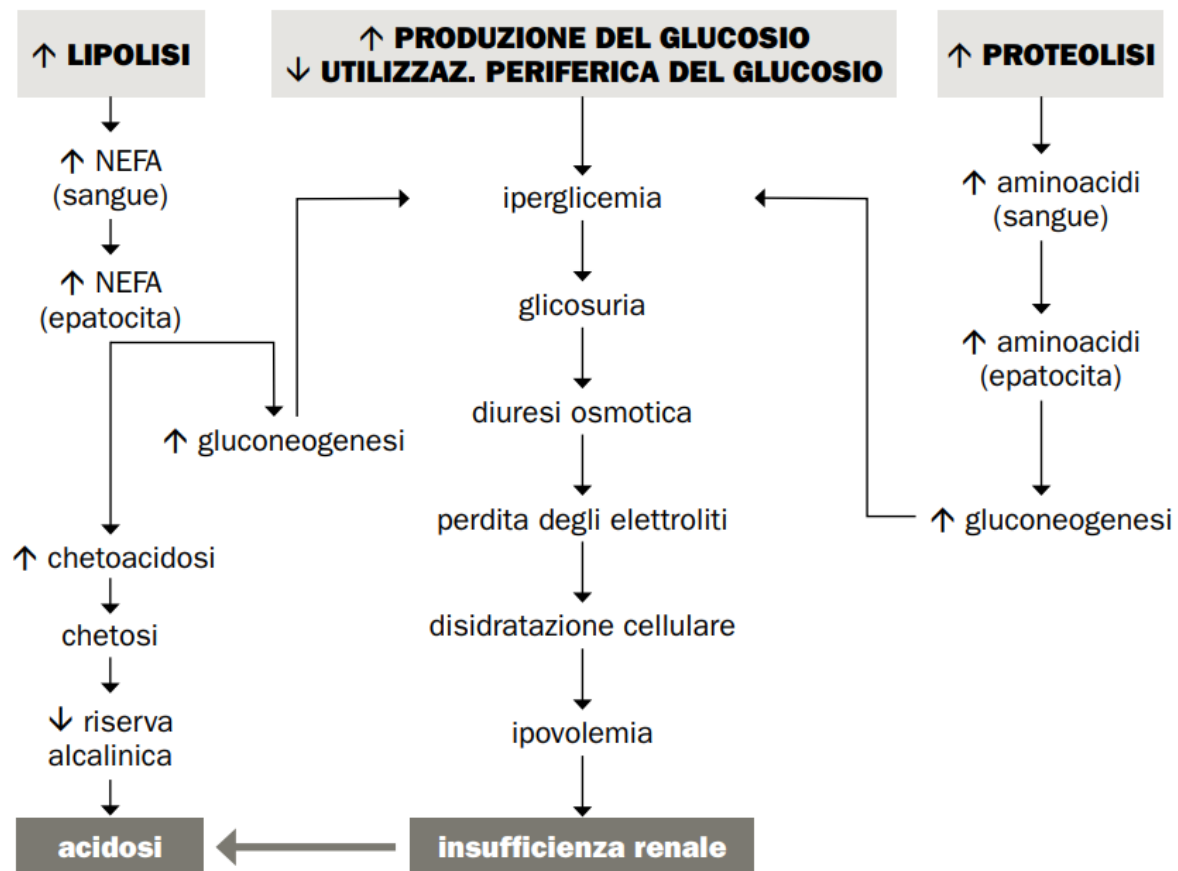 ↑ LIPOLISI
↑ NEFA
(sangue)
↑ NEFA
(epatocita)
↑ gluconeogenesi
↑ chetoacidosi
chetosi
↓ riserva
alcalinica
acidosi
↑ PRODUZIONE DEL GLUCOSIO
↓ UTILIZZAZ. PERIFERICA DEL GLUCOSIO
iperglicemia
glicosuria
diuresi osmotica
perdita degli elettroliti
disidratazione cellulare
ipovolemia
insufficienza renale
↑ PROTEOLISI
↑ aminoacidi
(sangue)
↑ aminoacidi
(epatocita)
↑ gluconeogenesi